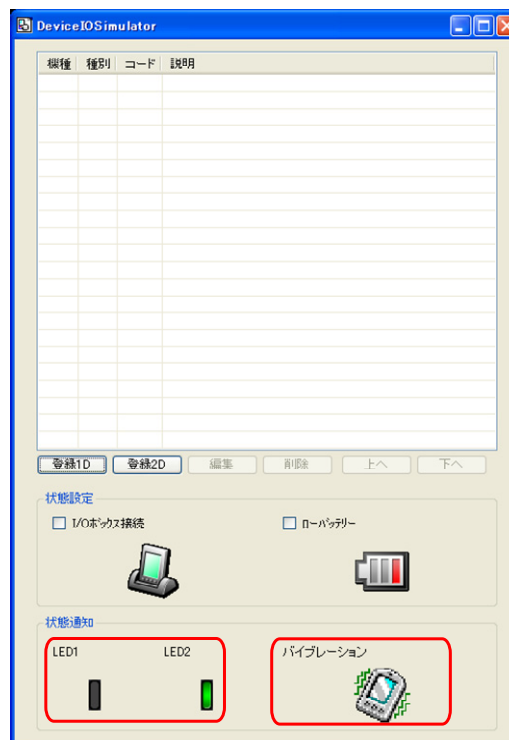 DeviceIOSimulator
機種 種別 コード 説明
登録1D 登録2D 編集 削除 上へ 下へ
状態設定
I/Oボックス接続 ローバッテリー
状態通知
LED1 LED2 バイブレーション